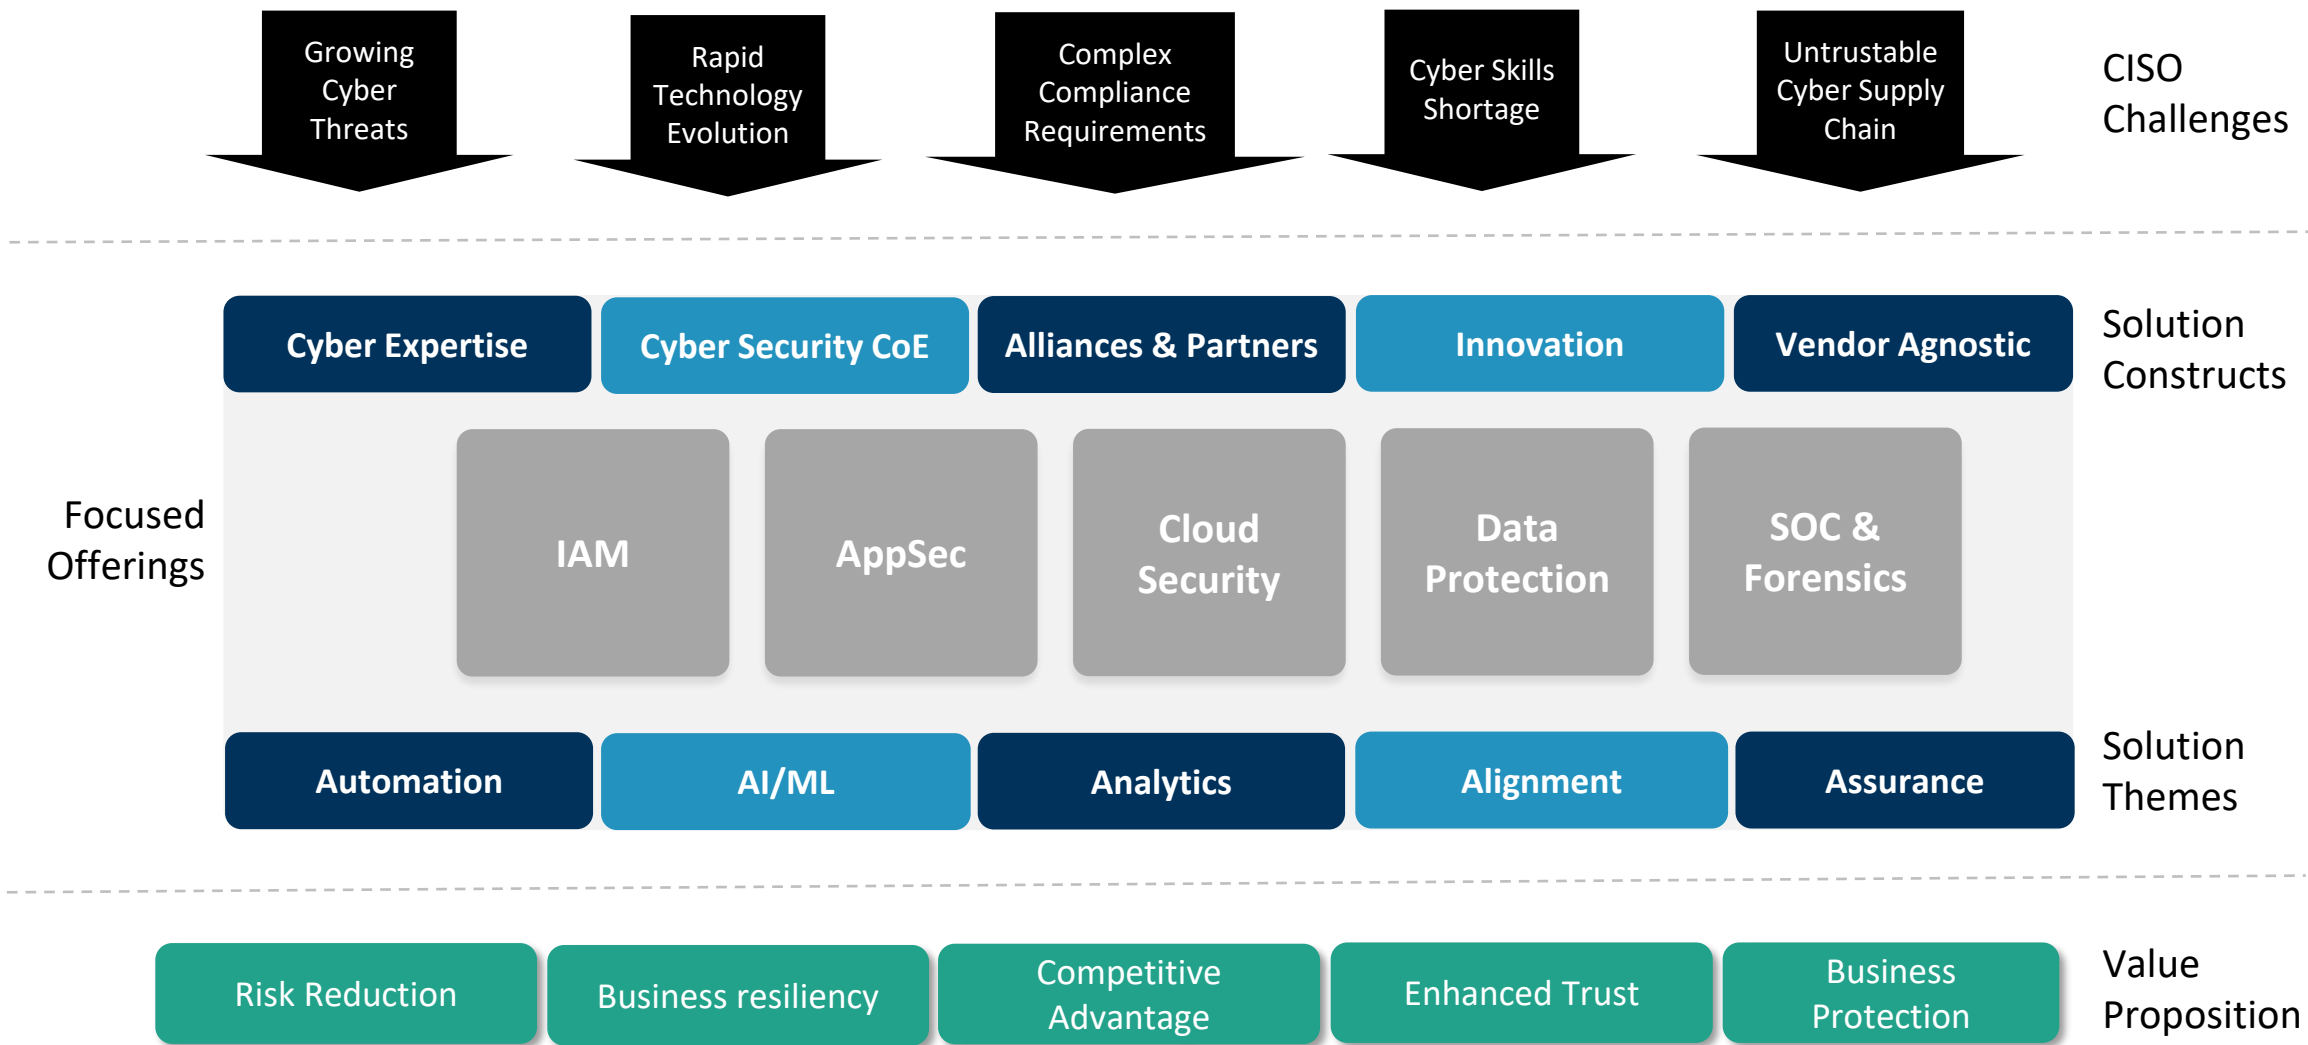 Growing
Cyber
Threats
Rapid
Technology
Evolution
Complex
Compliance
Requirements
Cyber Skills
Shortage
Untrustable
Cyber Supply
Chain
CISO
Challenges
Cyber Expertise
Cyber Security CoE
Alliances & Partners
Innovation
Vendor Agnostic
Solution
Constructs
Focused
Offerings
IAM
AppSec
Cloud
Security
Data
Protection
SOC &
Forensics
Automation
AI/ML
Analytics
Alignment
Assurance
Solution
Themes
Risk Reduction
Business resiliency
Competitive
Advantage
Enhanced Trust
Business
Protection
Value
Proposition